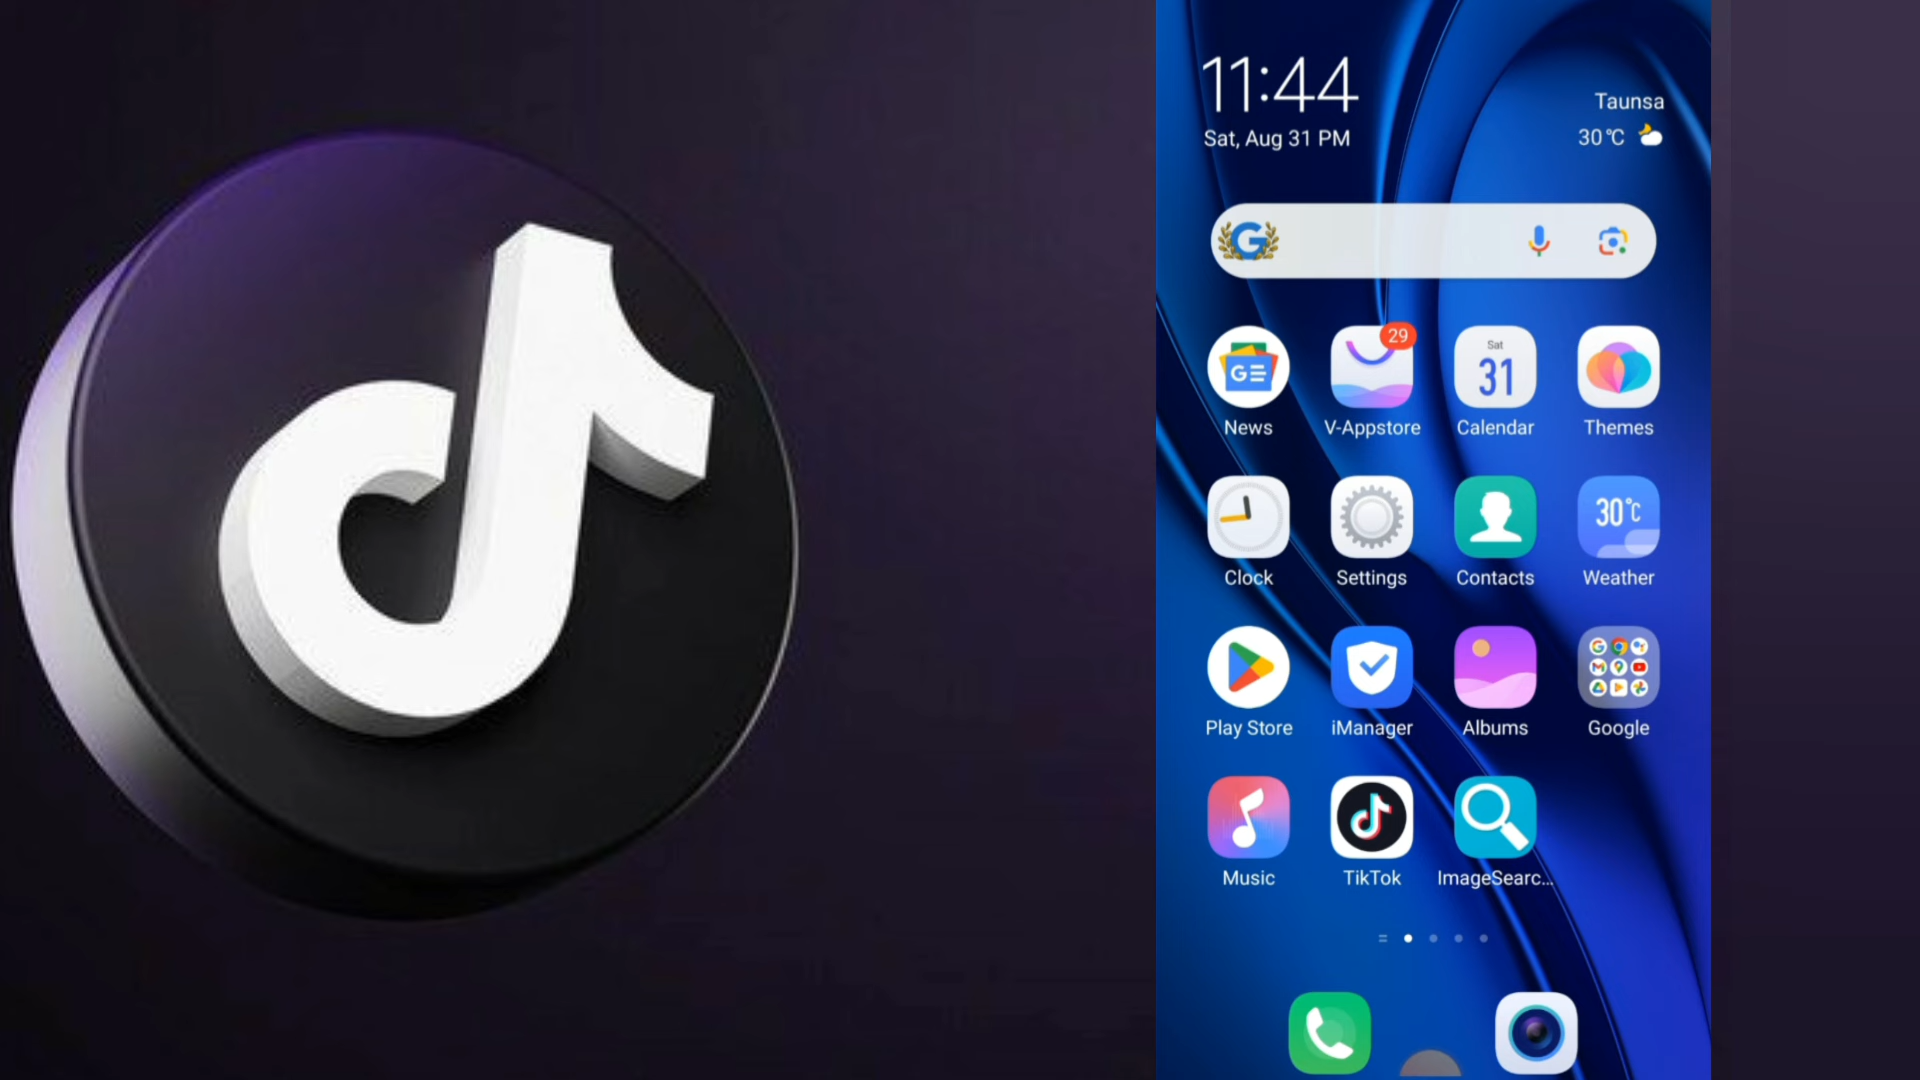 11:44
Sat, Aug 31 PM
Taunsa
30°C
29
Sat
31
News
V-Appstore
Calendar
Themes
30°C
Clock
Settings
Contacts
Weather
Play Store
iManager
Albums
Google
Music
TikTok
ImageSearc...